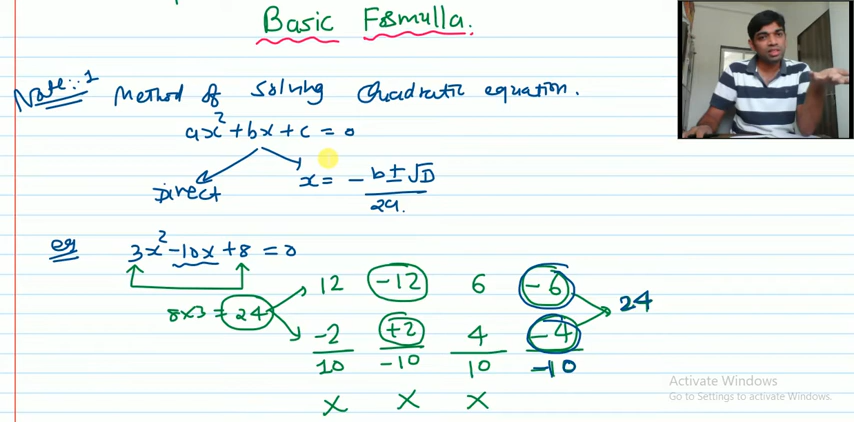 Basic Formulla.
Note:-1 Method of Solving Quadratic equation.
ax² + bx + c = 0
Direct x = -b ± √D / 2a.
eg 3x² - 10x + 8 = 0
12 -12 6 -6 24
8x3 = 24
-2 +2 4 -4
10 -10 10 -10
x x x
Activate Windows
Go to Settings to activate Windows.